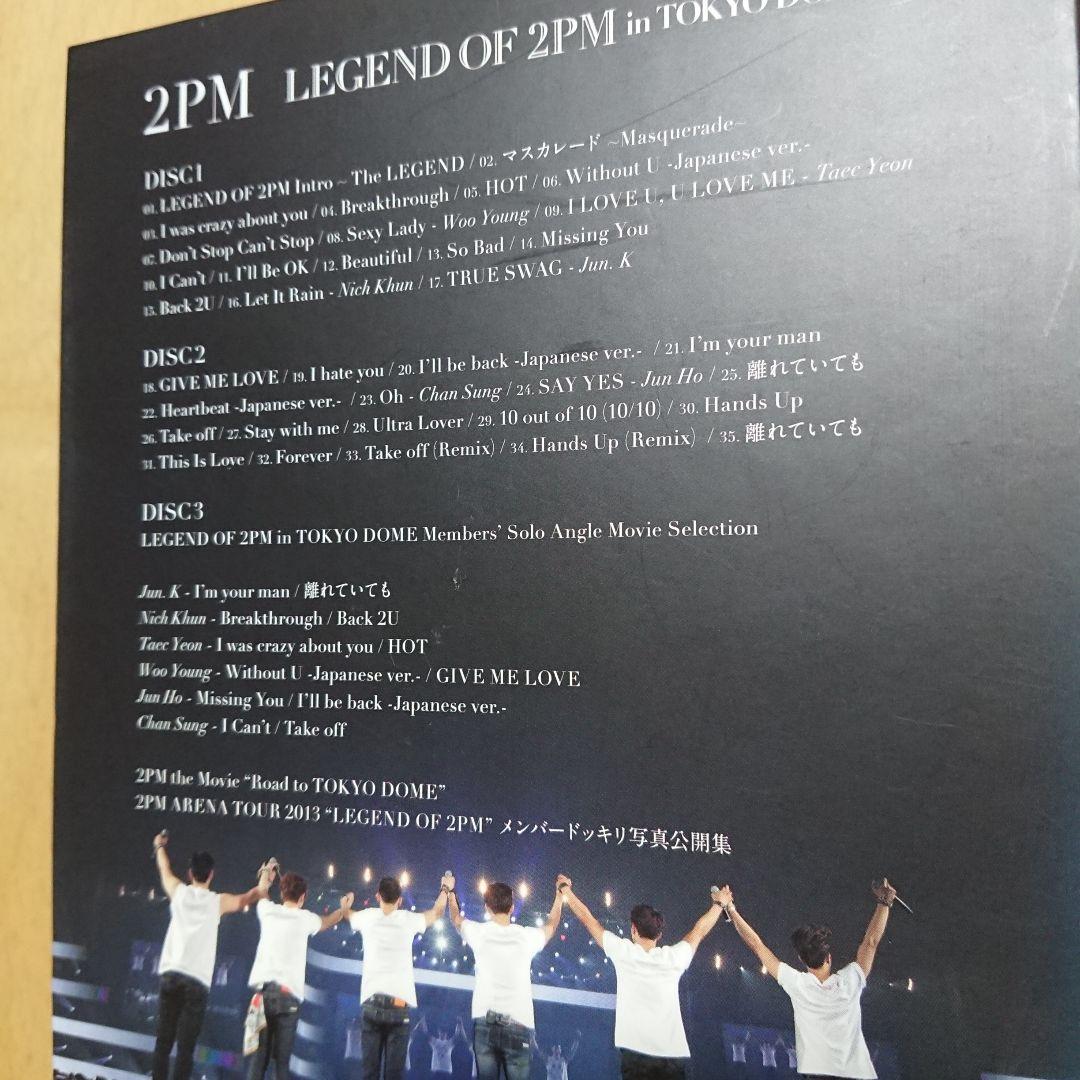 2PM LEGEND OF 2PM in TOKYO DOME
DISC1
01. LEGEND OF 2PM Intro ~ The LEGEND / 02. マスカレード ~Masquerade~
03. I was crazy about you / 04. Breakthrough / 05. HOT / 06. Without U -Japanese ver.-
07. Don't Stop Can't Stop / 08. Sexy Lady - Woo Young / 09. I LOVE U, U LOVE ME - Taec Yeon
10. I Can't / 11. I'll Be OK / 12. Beautiful / 13. So Bad / 14. Missing You
15. Back 2U / 16. Let It Rain - Nich Khun / 17. TRUE SWAG - Jun. K
DISC2
18. GIVE ME LOVE / 19. I hate you / 20. I'll be back -Japanese ver.- / 21. I'm your man
22. Heartbeat -Japanese ver.- / 23. Oh - Chan Sung / 24. SAY YES - Jun Ho / 25. 離れていても
26. Take off / 27. Stay with me / 28. Ultra Lover / 29. 10 out of 10 (10/10) / 30. Hands Up
31. This Is Love / 32. Forever / 33. Take off (Remix) / 34. Hands Up (Remix) / 35. 離れていても
DISC3
LEGEND OF 2PM in TOKYO DOME Members' Solo Angle Movie Selection
Jun. K - I'm your man / 離れていても
Nich Khun - Breakthrough / Back 2U
Taec Yeon - I was crazy about you / HOT
Woo Young - Without U -Japanese ver.- / GIVE ME LOVE
Jun Ho - Missing You / I'll be back -Japanese ver.-
Chan Sung - I Can't / Take off
2PM the Movie "Road to TOKYO DOME"
2PM ARENA TOUR 2013 "LEGEND OF 2PM" メンバードッキリ写真公開集